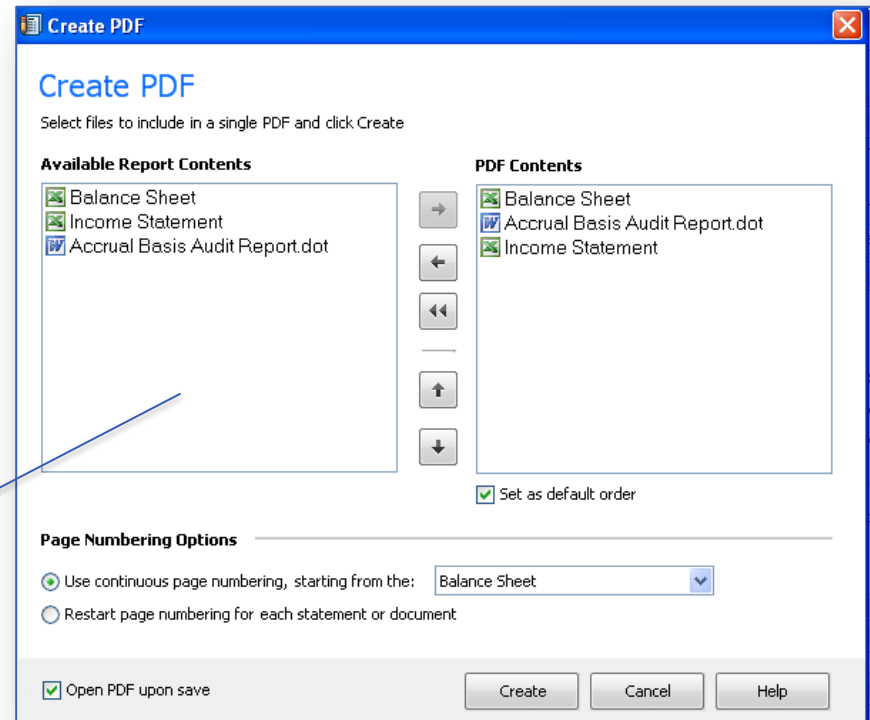 Create PDF
Create PDF
Select files to include in a single PDF and click Create
Available Report Contents
Balance Sheet
Income Statement
Accrual Basis Audit Report.dot
PDF Contents
Balance Sheet
Accrual Basis Audit Report.dot
Income Statement
Set as default order
Page Numbering Options
Use continuous page numbering, starting from the: Balance Sheet
Restart page numbering for each statement or document
Open PDF upon save
Create Cancel Help